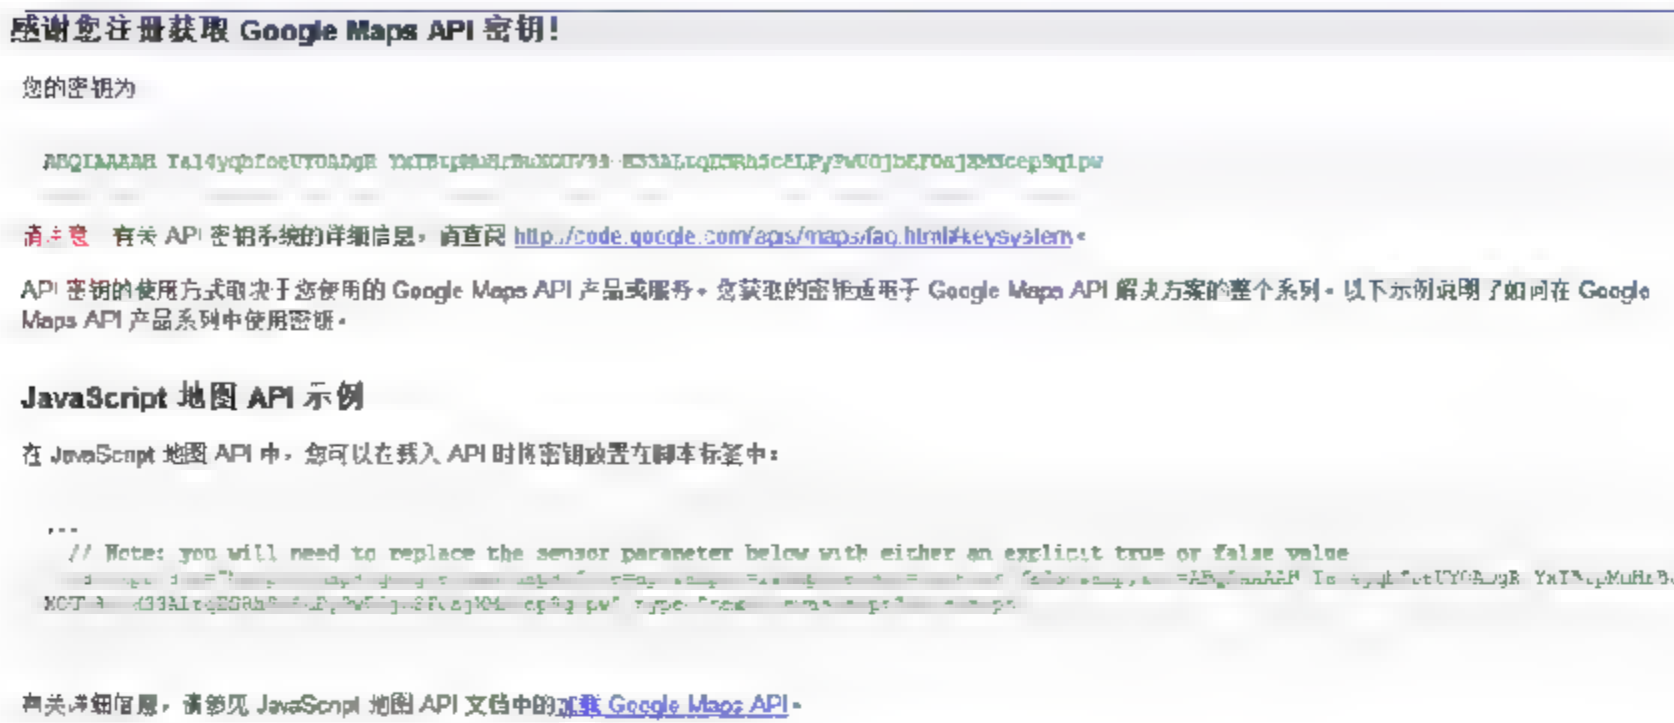 感谢您注册获取 Google Maps API 密钥!
您的密钥为
请注意 有关 API 密钥系统的详细信息，请查阅 http://code.google.com/apis/maps/faq.html#keysystem。
API 密钥的使用方式取决于您使用的 Google Maps API 产品或服务。您获取的密钥适用于 Google Maps API 解决方案的整个系列。以下示例说明了如何在 Google
Maps API 产品系列中使用密钥。
JavaScript 地图 API 示例
在 JavaScript 地图 API 中，您可以在载入 API 时将密钥放置在脚本标签中：
...
// Note: you will need to replace the sensor parameter below with either an explicit true or false value
有关详细信息，请参见 JavaScript 地图 API 文档中的加载 Google Maps API。